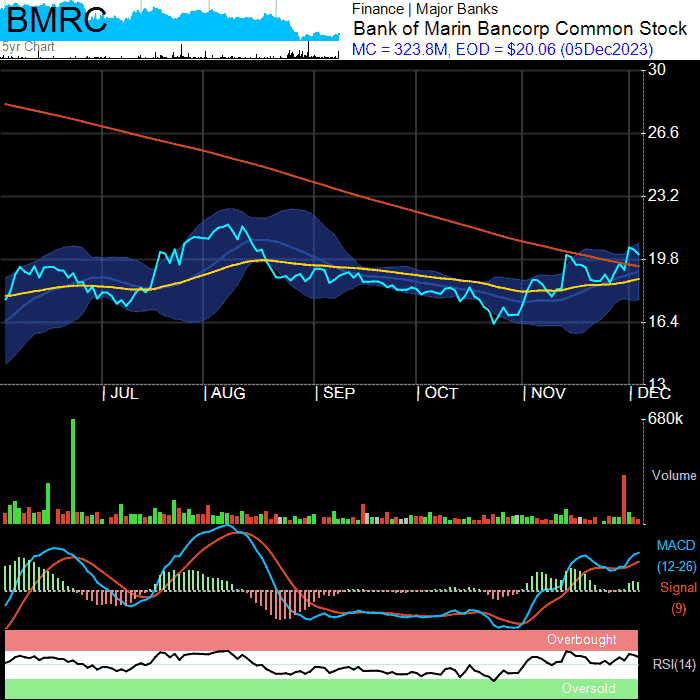 BMRC
5yr Chart
Finance | Major Banks
Bank of Marin Bancorp Common Stock
MC = 323.8M, EOD = $20.06 (05Dec2023)
30
26.6
23.2
19.8
16.4
13
JUL
AUG
SEP
OCT
NOV
DEC
680k
Volume
MACD
(12-26)
Signal
(9)
Overbought
RSI(14)
Oversold